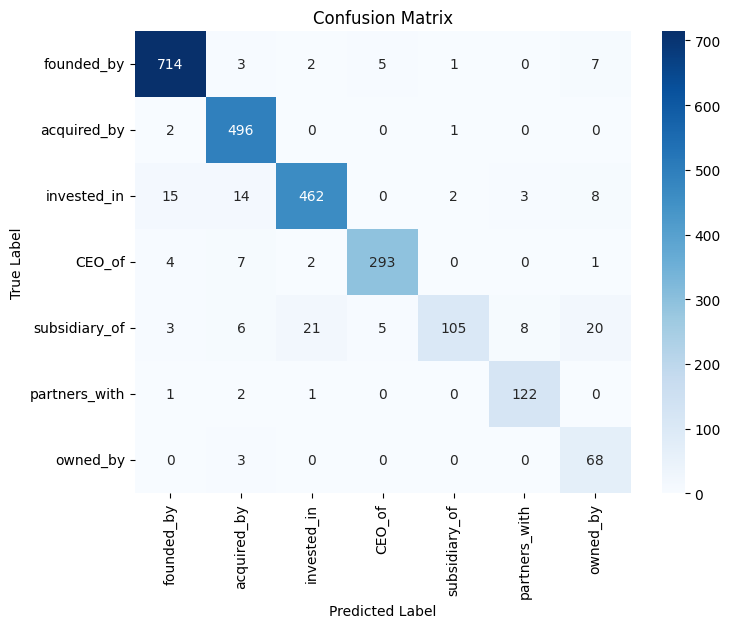 Confusion Matrix
True Label
founded_by 714 3 2 5 1 0 7
acquired_by 2 496 0 0 1 0 0
invested_in 15 14 462 0 2 3 8
CEO_of 4 7 2 293 0 0 1
subsidiary_of 3 6 21 5 105 8 20
partners_with 1 2 1 0 0 122 0
owned_by 0 3 0 0 0 0 68
founded_by acquired_by invested_in CEO_of subsidiary_of partners_with owned_by
Predicted Label
700
600
500
400
300
200
100
0